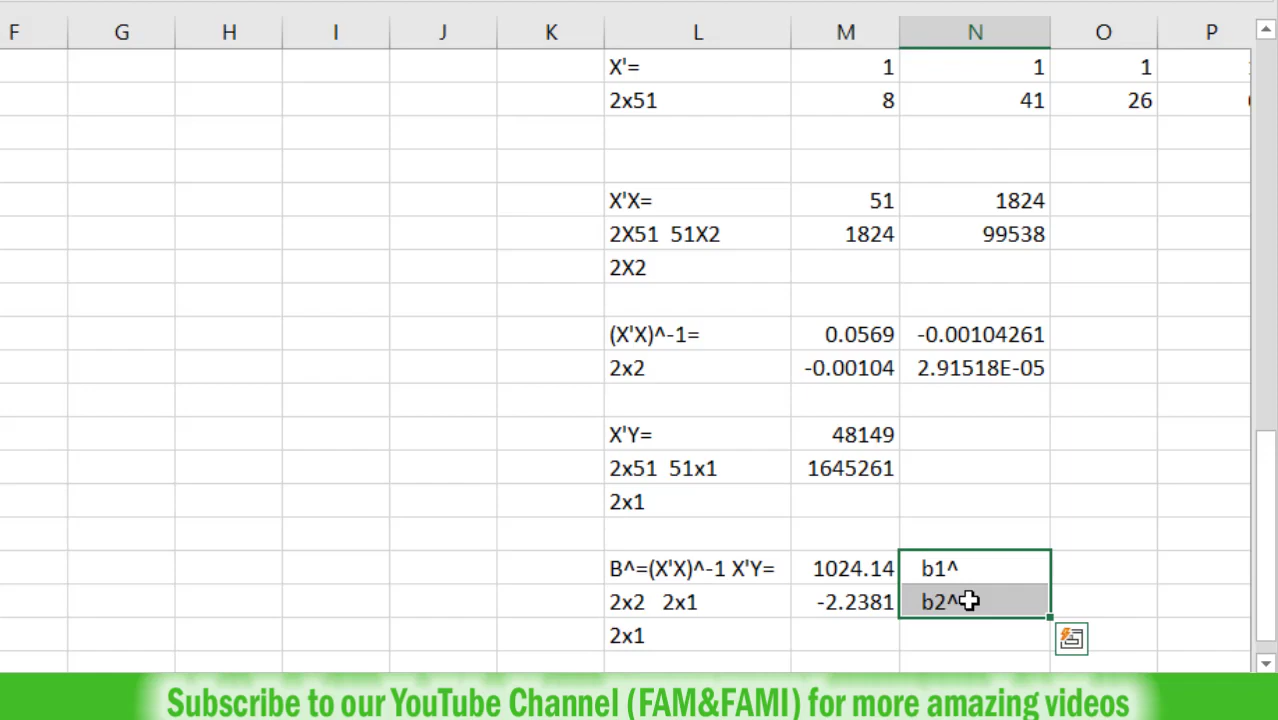 F G H I J K L M N O P
X'= 1 1 1
2x51 8 41 26
X'X= 51 1824
2X51 51X2 1824 99538
2X2
(X'X)^-1= 0.0569 -0.00104261
2x2 -0.00104 2.91518E-05
X'Y= 48149
2x51 51x1 1645261
2x1
B^=(X'X)^-1 X'Y= 1024.14 b1^
2x2 2x1 -2.2381 b2^
2x1
Subscribe to our YouTube Channel (FAM&FAMI) for more amazing videos